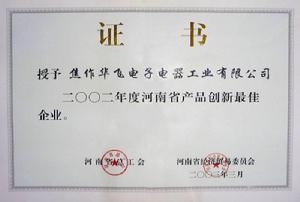 证书
授予 焦作华飞电子电器工业有限公司
二〇〇二年度河南省产品创新最佳
企业。
河南省总工会 河南省经济贸易委员会
二〇〇三年三月